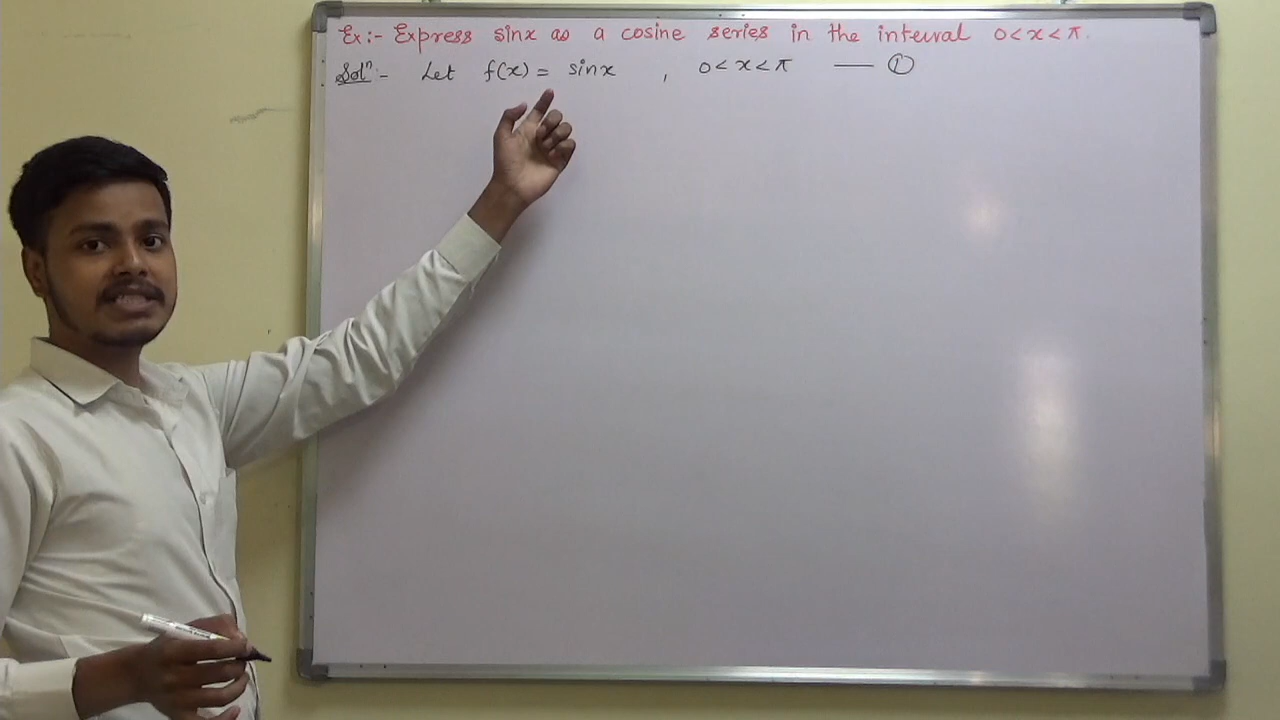 Ex:- Express sinx as a cosine series in the interval 0<x<π.
Solⁿ:- Let f(x) = sinx , 0<x<π —— ①